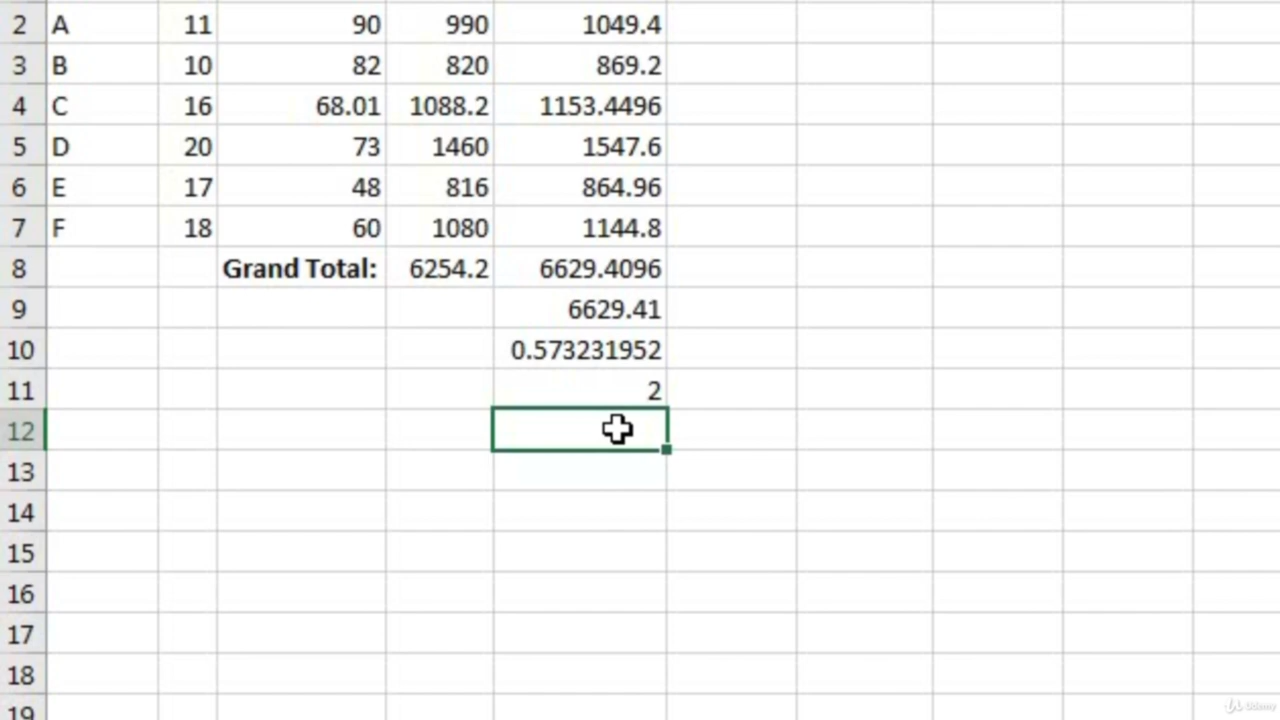 2 A 11 90 990 1049.4
3 B 10 82 820 869.2
4 C 16 68.01 1088.2 1153.4496
5 D 20 73 1460 1547.6
6 E 17 48 816 864.96
7 F 18 60 1080 1144.8
8 Grand Total: 6254.2 6629.4096
9 6629.41
10 0.573231952
11 2
12
13
14
15
16
17
18
19
Udemy